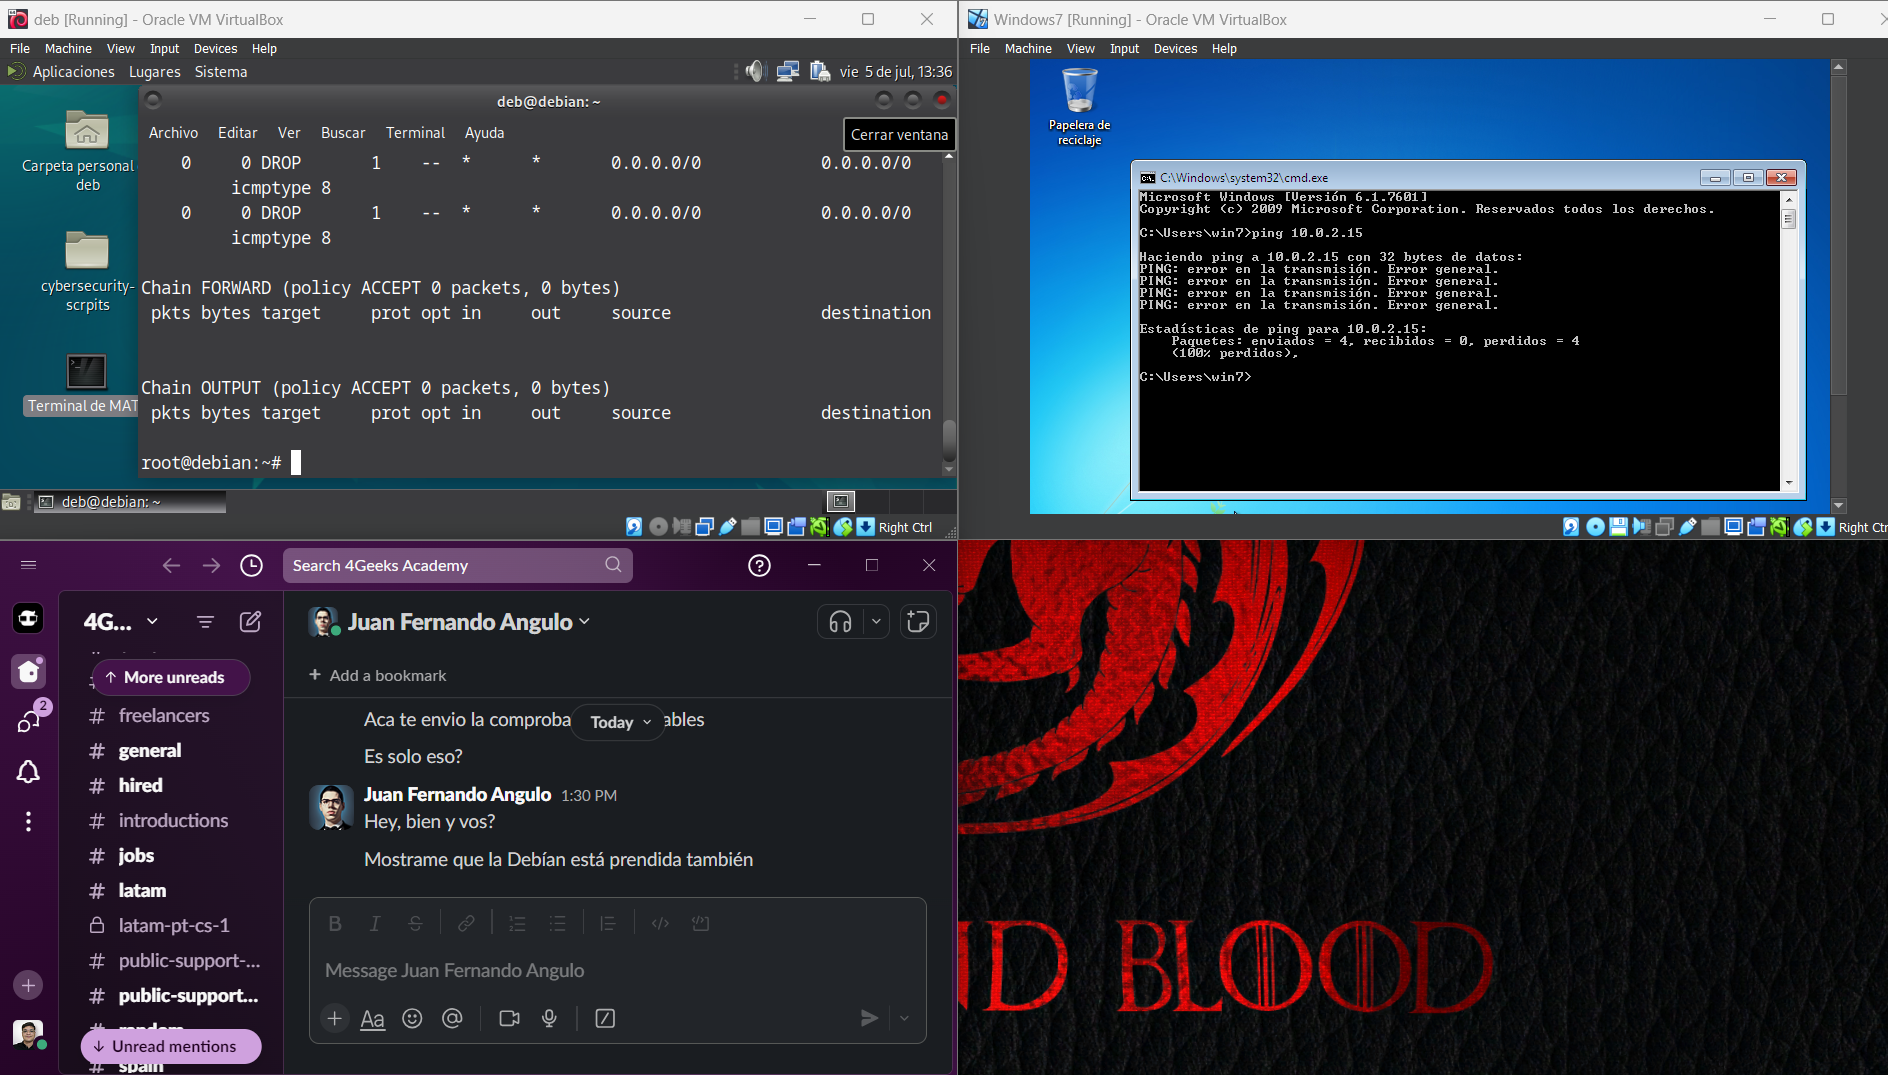 deb [Running] - Oracle VM VirtualBox
File Machine View Input Devices Help
Aplicaciones Lugares Sistema
vie 5 de jul, 13:36
Carpeta personal
deb
cybersecurity-
scrpits
Terminal de MAT
deb@debian: ~
Archivo Editar Ver Buscar Terminal Ayuda
Cerrar ventana
0 0 DROP 1 -- * * 0.0.0.0/0 0.0.0.0/0
icmptype 8
0 0 DROP 1 -- * * 0.0.0.0/0 0.0.0.0/0
icmptype 8
Chain FORWARD (policy ACCEPT 0 packets, 0 bytes)
pkts bytes target prot opt in out source destination
Chain OUTPUT (policy ACCEPT 0 packets, 0 bytes)
pkts bytes target prot opt in out source destination
root@debian:~#
deb@debian: ~
Right Ctrl
Windows7 [Running] - Oracle VM VirtualBox
File Machine View Input Devices Help
Papelera de
reciclaje
C:\Windows\system32\cmd.exe
Microsoft Windows [Versión 6.1.7601]
Copyright (c) 2009 Microsoft Corporation. Reservados todos los derechos.
C:\Users\win7>ping 10.0.2.15
Haciendo ping a 10.0.2.15 con 32 bytes de datos:
PING: error en la transmisión. Error general.
PING: error en la transmisión. Error general.
PING: error en la transmisión. Error general.
PING: error en la transmisión. Error general.
Estadísticas de ping para 10.0.2.15:
Paquetes: enviados = 4, recibidos = 0, perdidos = 4
(100% perdidos),
C:\Users\win7>
Right Ctr
Search 4Geeks Academy
4G...
More unreads
# freelancers
# general
# hired
# introductions
# jobs
# latam
latam-pt-cs-1
# public-support-...
# public-support...
Unread mentions
# spain
2
Juan Fernando Angulo
+ Add a bookmark
Aca te envio la comproba
Today
ables
Es solo eso?
Juan Fernando Angulo 1:30 PM
Hey, bien y vos?
Mostrame que la Debían está prendida también
Message Juan Fernando Angulo
Aa
ND BLOOD